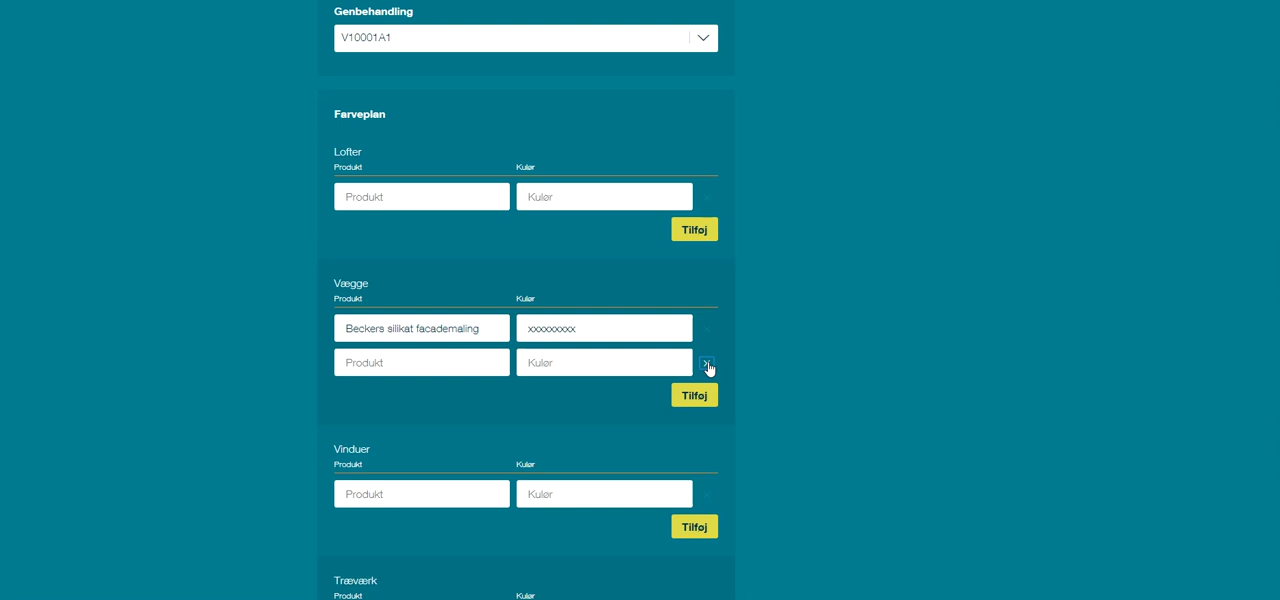 Genbehandling
V10001A1
Farveplan
Lofter
Produkt Kulør
Produkt Kulør
Tilføj
Vægge
Produkt Kulør
Beckers silikat facademaling xxxxxxxxx
Produkt Kulør
Tilføj
Vinduer
Produkt Kulør
Produkt Kulør
Tilføj
Træværk
Produkt Kulør